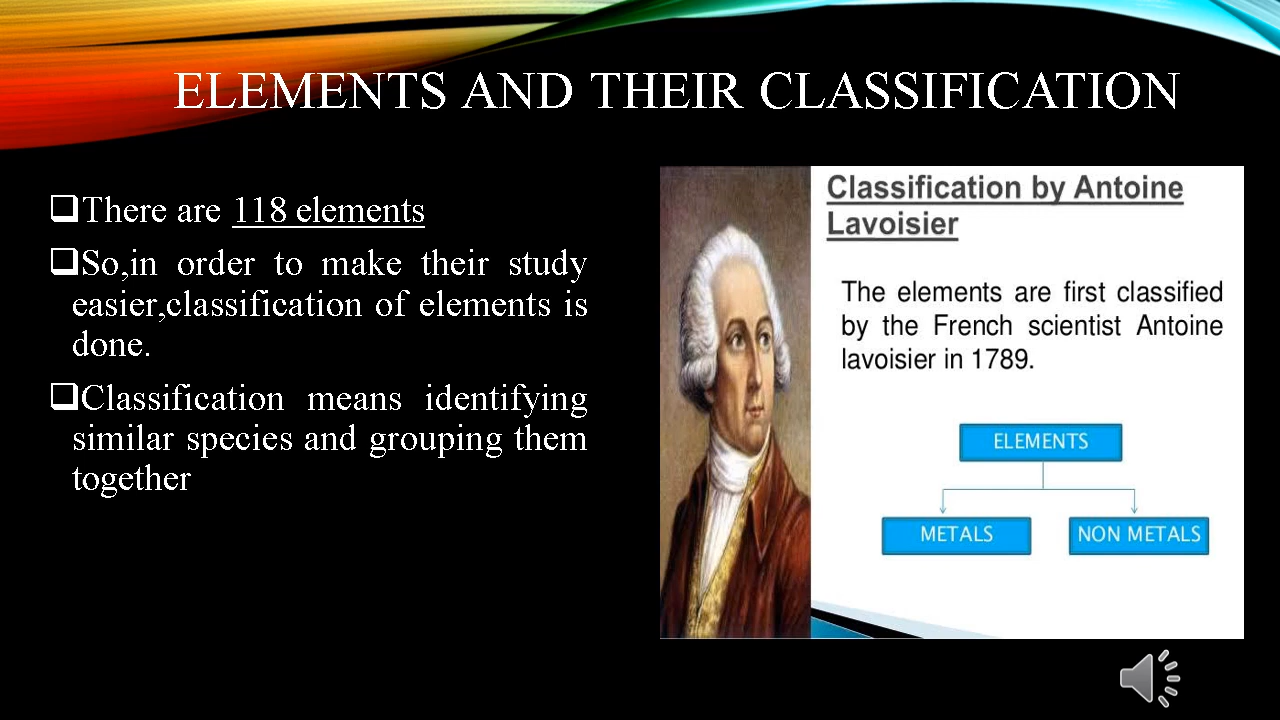 ELEMENTS AND THEIR CLASSIFICATION
There are 118 elements
So,in order to make their study
easier,classification of elements is
done.
Classification means identifying
similar species and grouping them
together
Classification by Antoine
Lavoisier
The elements are first classified
by the French scientist Antoine
lavoisier in 1789.
ELEMENTS
METALS
NON METALS